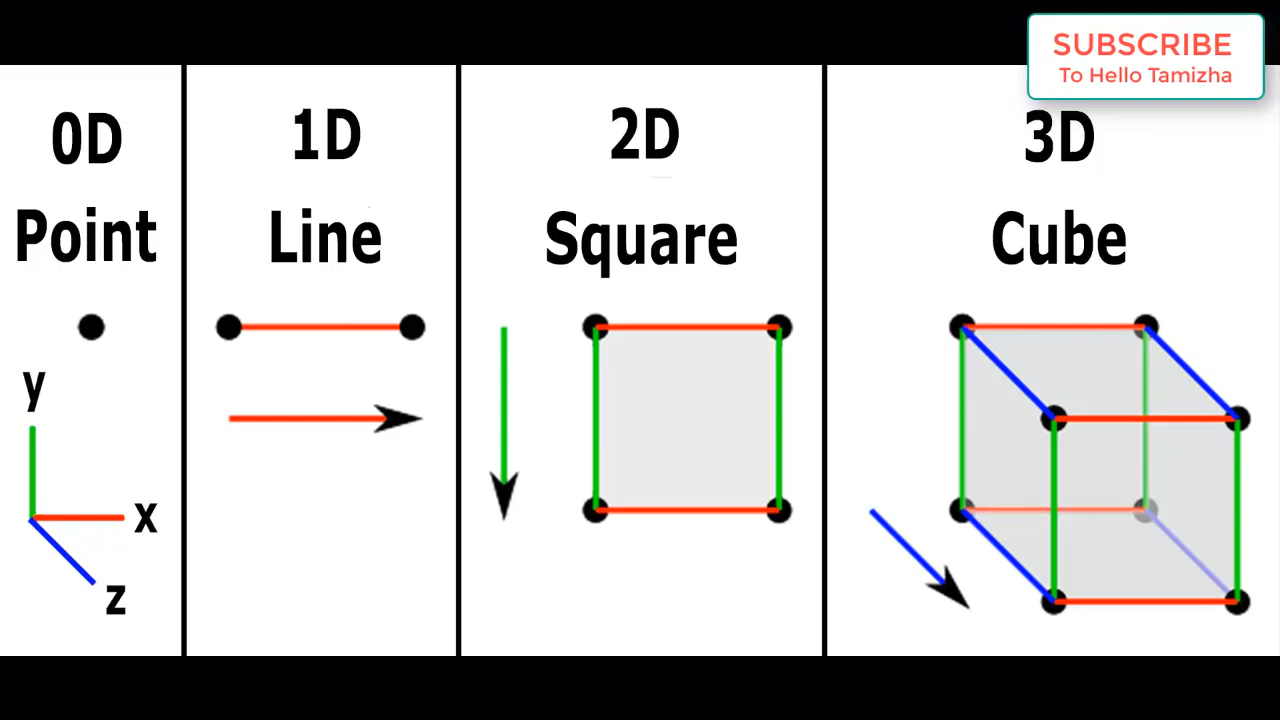 SUBSCRIBE
To Hello Tamizha
0D
Point
y
x
z
1D
Line
2D
Square
3D
Cube